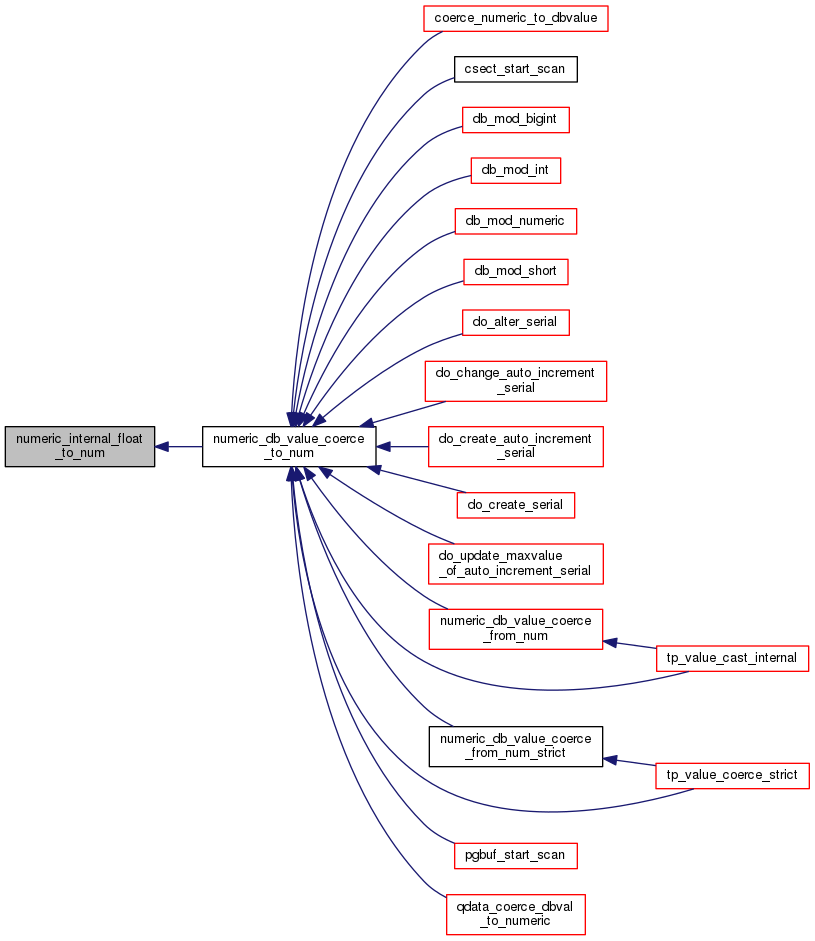 coerce_numeric_to_dbvalue
csect_start_scan
db_mod_bigint
db_mod_int
db_mod_numeric
db_mod_short
do_alter_serial
do_change_auto_increment
_serial
numeric_internal_float
_to_num
numeric_db_value_coerce
_to_num
do_create_auto_increment
_serial
do_create_serial
do_update_maxvalue
_of_auto_increment_serial
numeric_db_value_coerce
_from_num
tp_value_cast_internal
numeric_db_value_coerce
_from_num_strict
tp_value_coerce_strict
pgbuf_start_scan
qdata_coerce_dbval
_to_numeric